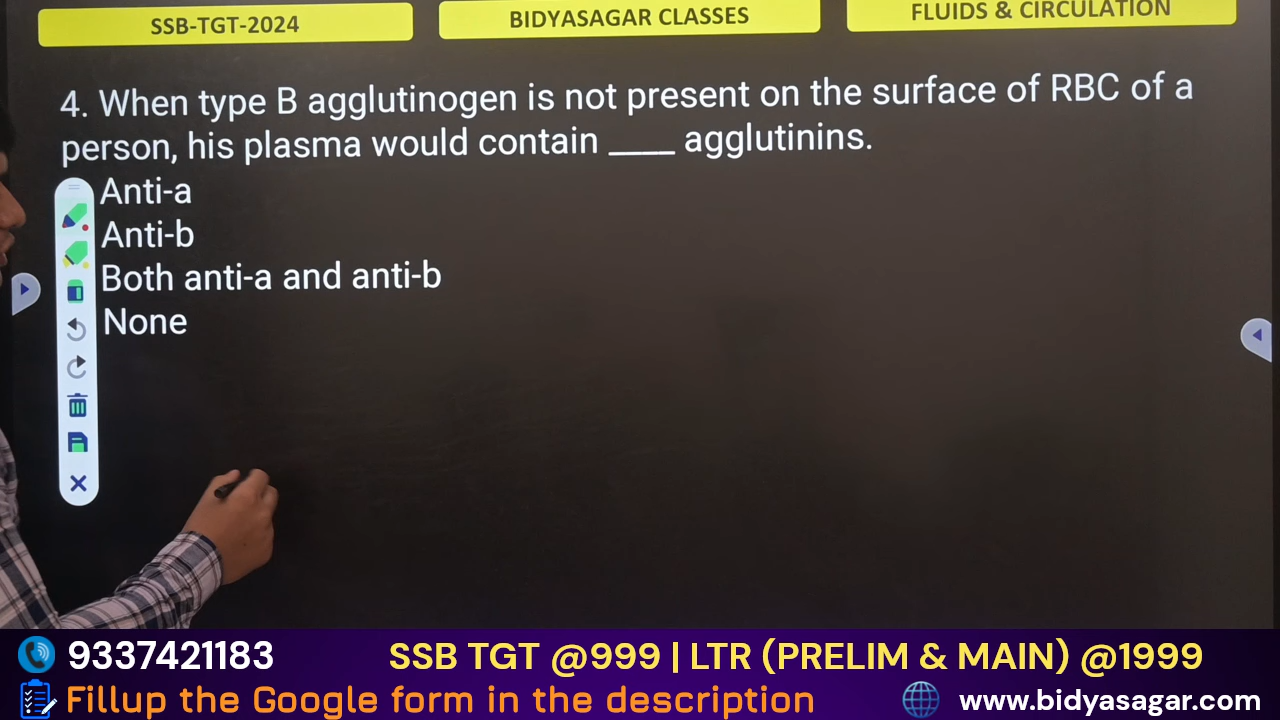 SSB-TGT-2024
BIDYASAGAR CLASSES
FLUIDS & CIRCULATION
4. When type B agglutinogen is not present on the surface of RBC of a
person, his plasma would contain ____ agglutinins.
Anti-a
Anti-b
Both anti-a and anti-b
None
9337421183
SSB TGT @999 | LTR (PRELIM & MAIN) @1999
Fillup the Google form in the description
www.bidyasagar.com